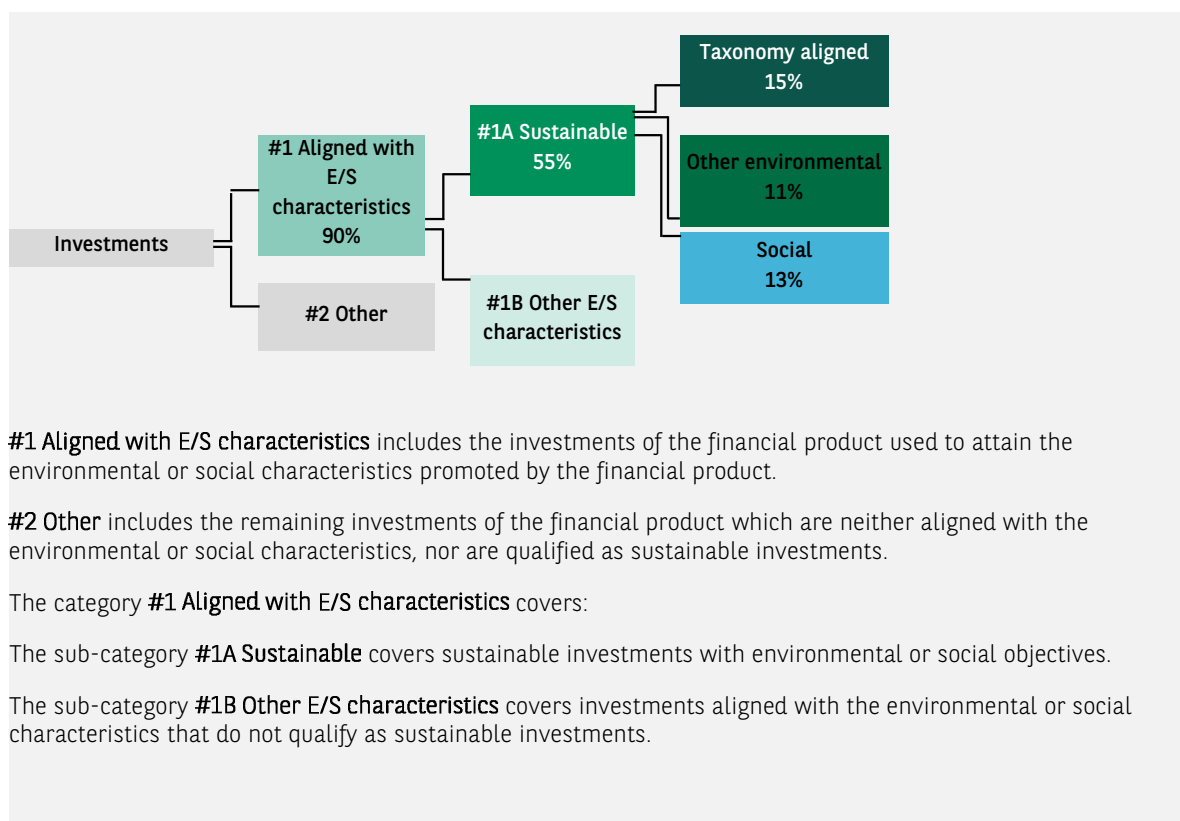 Taxonomy aligned
15%
#1A Sustainable
55%
#1 Aligned with
E/S
characteristics
90%
Other environmental
11%
Investments
Social
13%
#2 Other
#1B Other E/S
characteristics
#1 Aligned with E/S characteristics includes the investments of the financial product used to attain the
environmental or social characteristics promoted by the financial product.
#2 Other includes the remaining investments of the financial product which are neither aligned with the
environmental or social characteristics, nor are qualified as sustainable investments.
The category #1 Aligned with E/S characteristics covers:
The sub-category #1A Sustainable covers sustainable investments with environmental or social objectives.
The sub-category #1B Other E/S characteristics covers investments aligned with the environmental or social
characteristics that do not qualify as sustainable investments.